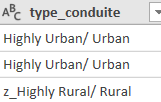 ABC type_conduite
Highly Urban/ Urban
Highly Urban/ Urban
z_Highly Rural/ Rural